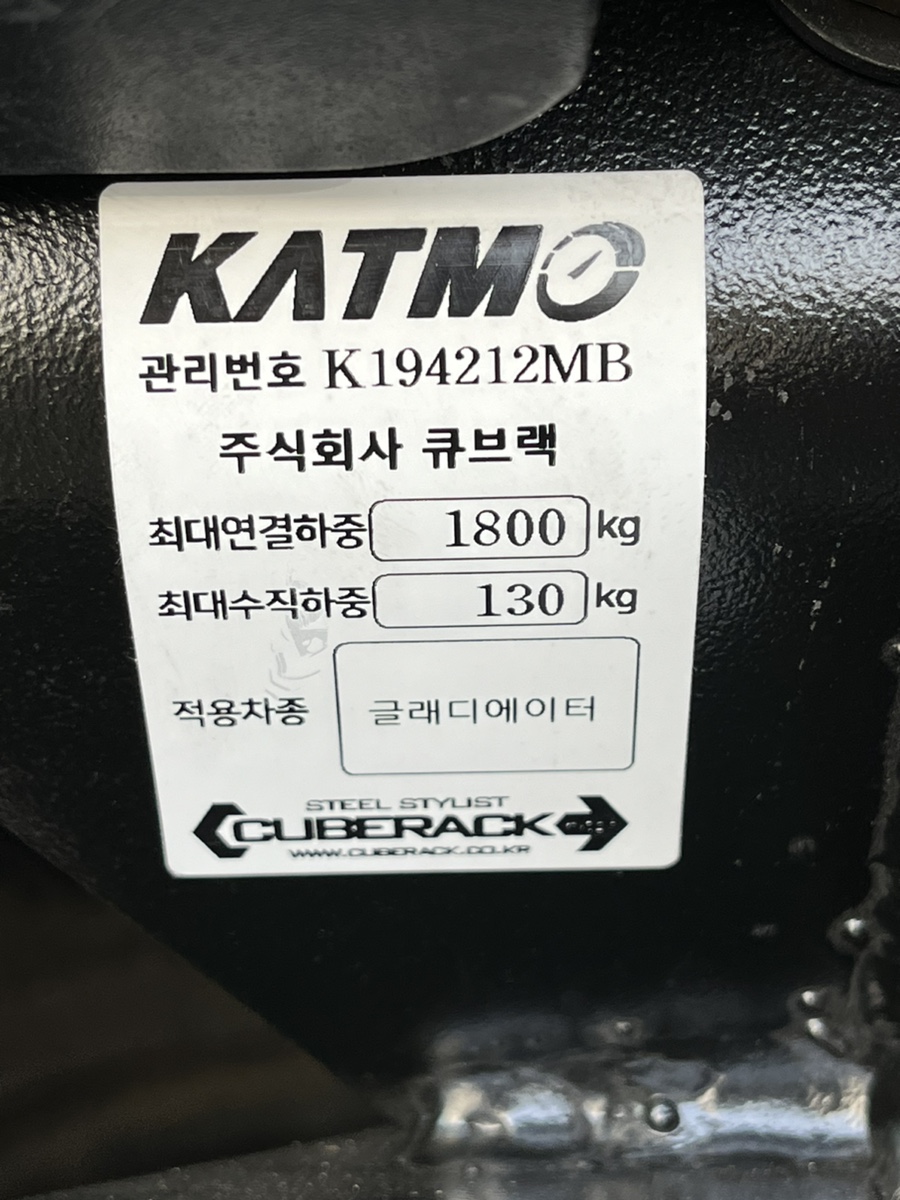 KATMO
관리번호 K194212MB
주식회사 큐브랙
최대연결하중 1800 kg
최대수직하중 130 kg
적용차종 글래디에이터
STEEL STYLIST
CUBERACK
WWW.CUBERACK.CO.KR